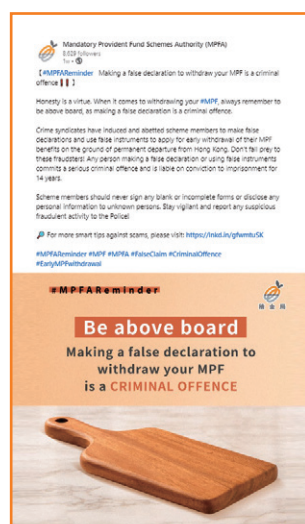 Mandatory Provident Fund Schemes Authority (MPFA)
8,928 followers
1w •
【 #MPFAReminder Making a false declaration to withdraw your MPF is a criminal
offence ❗❗ 】
Honesty is a virtue. When it comes to withdrawing your #MPF, always remember to
be above board, as making a false declaration is a criminal offence.
Crime syndicates have induced and abetted scheme members to make false
declarations and use false instruments to apply for early withdrawal of their MPF
benefits on the ground of permanent departure from Hong Kong. Don't fall prey to
these fraudsters! Any person making a false declaration or using false instruments
commits a serious criminal offence and is liable on conviction to imprisonment for
14 years.
Scheme members should never sign any blank or incomplete forms or disclose any
personal information to unknown persons. Stay vigilant and report any suspicious
fraudulent activity to the Police!
🔎 For more smart tips against scams, please visit: https://lnkd.in/gfwmtuSK
#MPFAReminder #MPF #MPFA #FalseClaim #CriminalOffence
#EarlyMPFwithdrawal
#MPFAReminder
積金局
Be above board
Making a false declaration to
withdraw your MPF
is a CRIMINAL OFFENCE